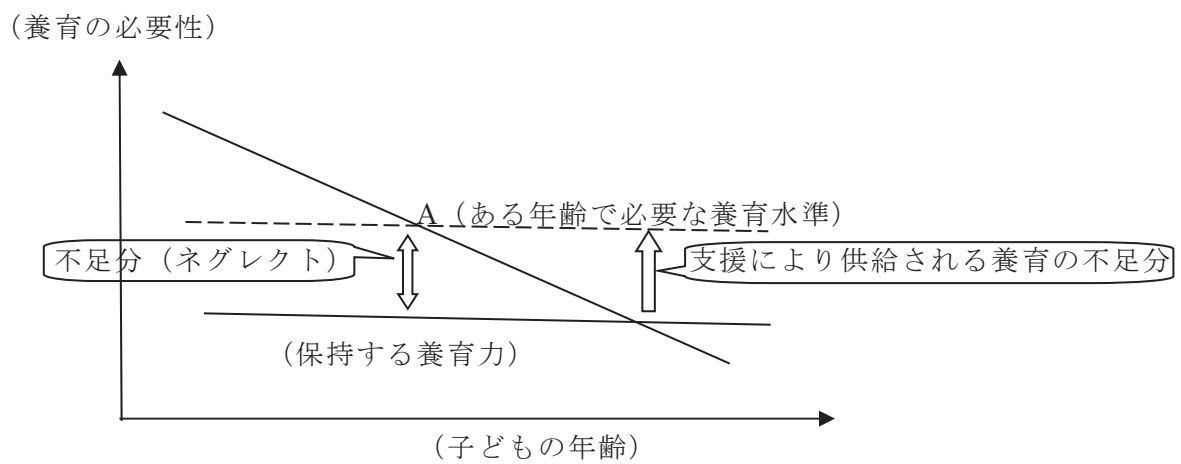 （養育の必要性）
A（ある年齢で必要な養育水準）
不足分（ネグレクト）
支援により供給される養育の不足分
（保持する養育力）
（子どもの年齢）